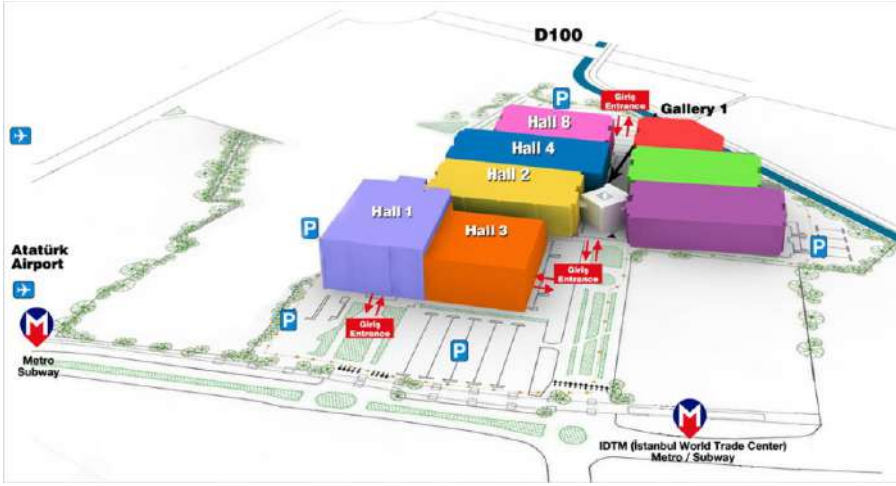 D100
P
Giriş
Entrance
Gallery 1
Hall 8
Hall 4
Hall 2
Hall 1
Hall 3
P
P
Atatürk
Airport
Giriş
Entrance
Giriş
Entrance
P
P
M
Metro
Subway
M
IDTM (İstanbul World Trade Center)
Metro / Subway